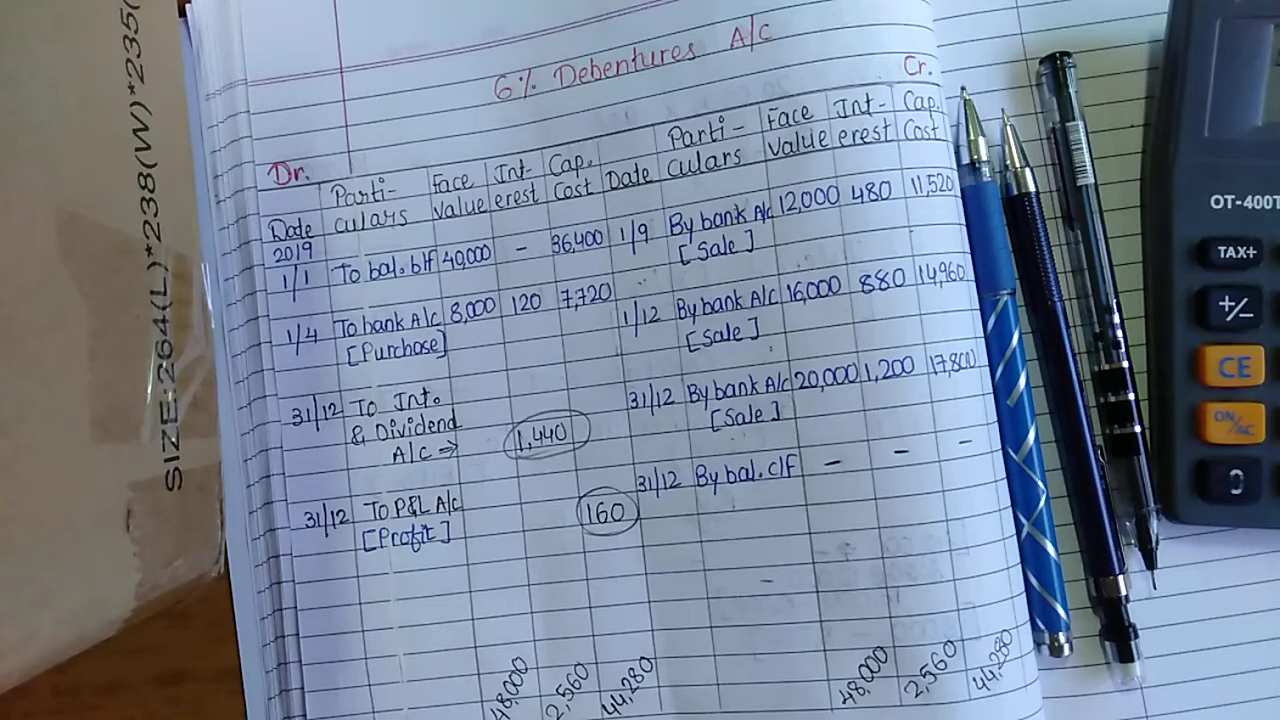 SIZE:264(L)*238(W)*235(
6% Debentures A/c
Dr. Cr.
Date Parti-culars Face Value Int-erest Cap. Cost Date Parti-culars Face Value Int-erest Cap. Cost
2019
1/1 To bal. b/f 40,000 - 36,400 1/9 By bank A/c 12,000 480 11,520
[Sale]
1/4 To bank A/c 8,000 120 7,720 1/12 By bank A/c 16,000 880 14,960
[Purchase] [Sale]
31/12 To Int. 31/12 By bank A/c 20,000 1,200 17,800
& Dividend [Sale]
A/c ⇒ 1,440
31/12 By bal. c/f - - -
31/12 To P&L A/c 160
[Profit]
48,000 2,560 44,280 48,000 2,560 44,280
OT-400T
TAX+
+/-
CE
ON/AC
0